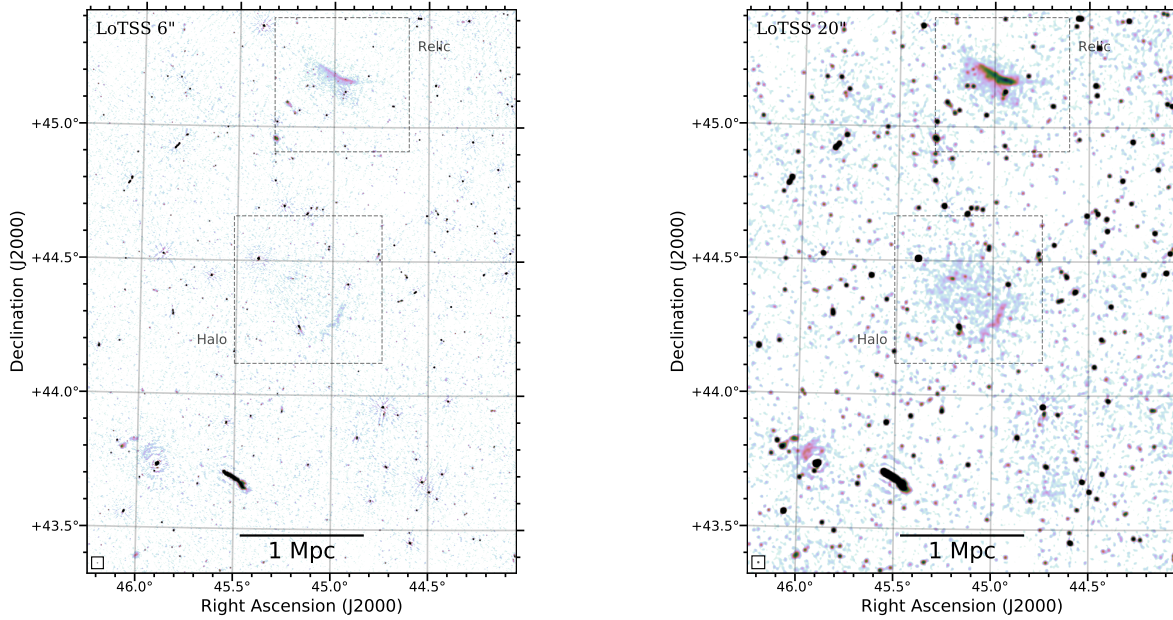 LoTSS 6"
Relic
+45.0°
+44.5°
Halo
+44.0°
+43.5°
1 Mpc
46.0°
45.5°
45.0°
44.5°
Right Ascension (J2000)
Declination (J2000)
LoTSS 20"
Relic
+45.0°
+44.5°
Halo
+44.0°
+43.5°
1 Mpc
46.0°
45.5°
45.0°
44.5°
Right Ascension (J2000)
Declination (J2000)